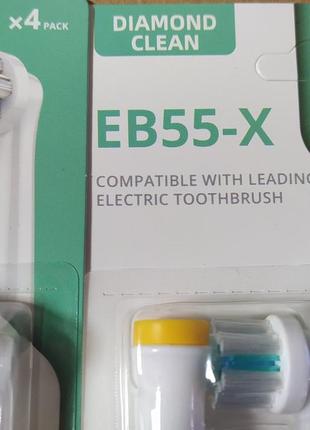 ×4 PACK
DIAMOND
CLEAN
EB55-X
COMPATIBLE WITH LEADING
ELECTRIC TOOTHBRUSH